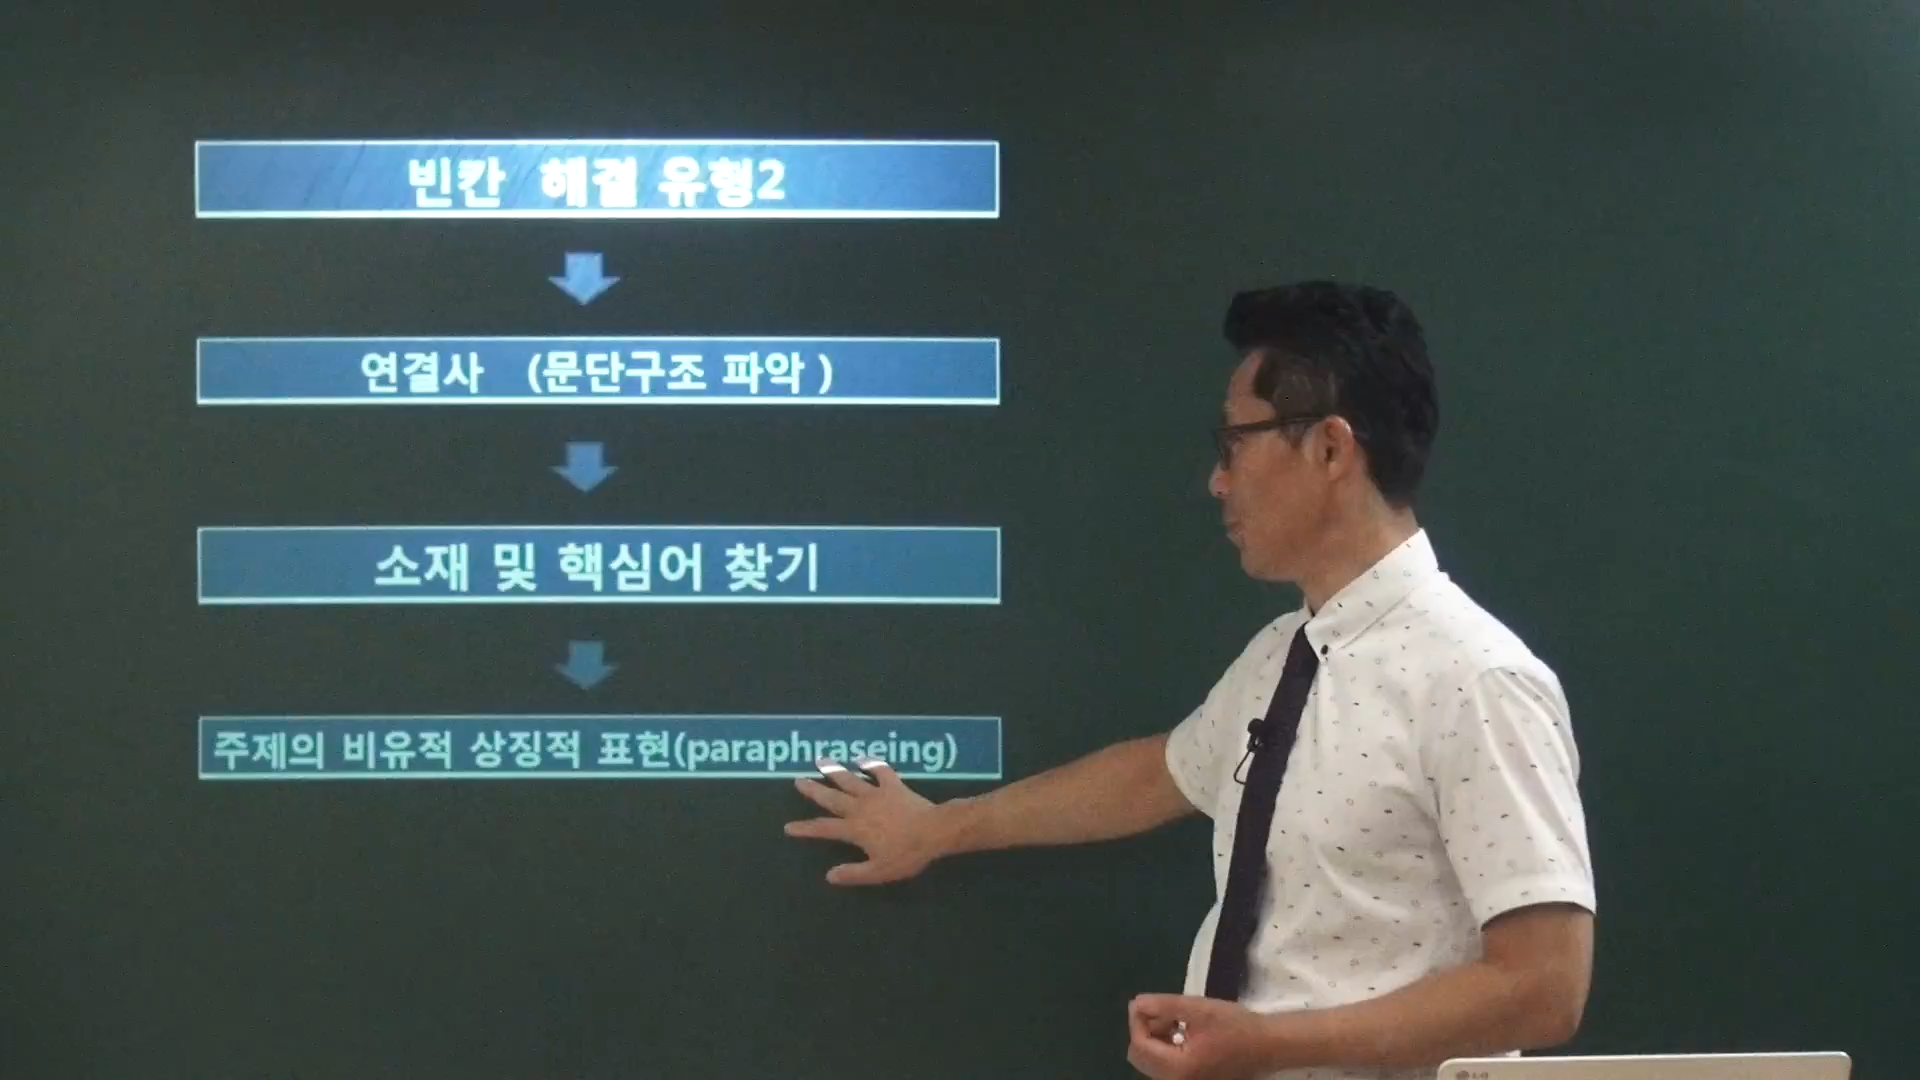 빈칸 해결 유형2
연결사 (문단구조 파악 )
소재 및 핵심어 찾기
주제의 비유적 상징적 표현(paraphraseing)
LG